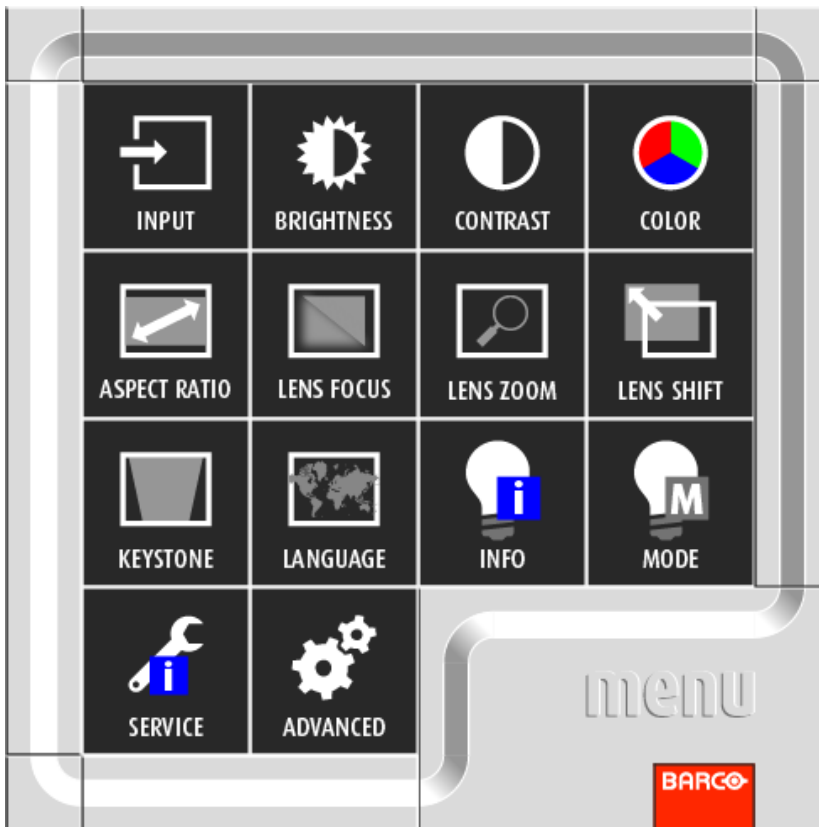 INPUT
BRIGHTNESS
CONTRAST
COLOR
ASPECT RATIO
LENS FOCUS
LENS ZOOM
LENS SHIFT
KEYSTONE
LANGUAGE
i
INFO
M
MODE
i
SERVICE
ADVANCED
menu
BARCO